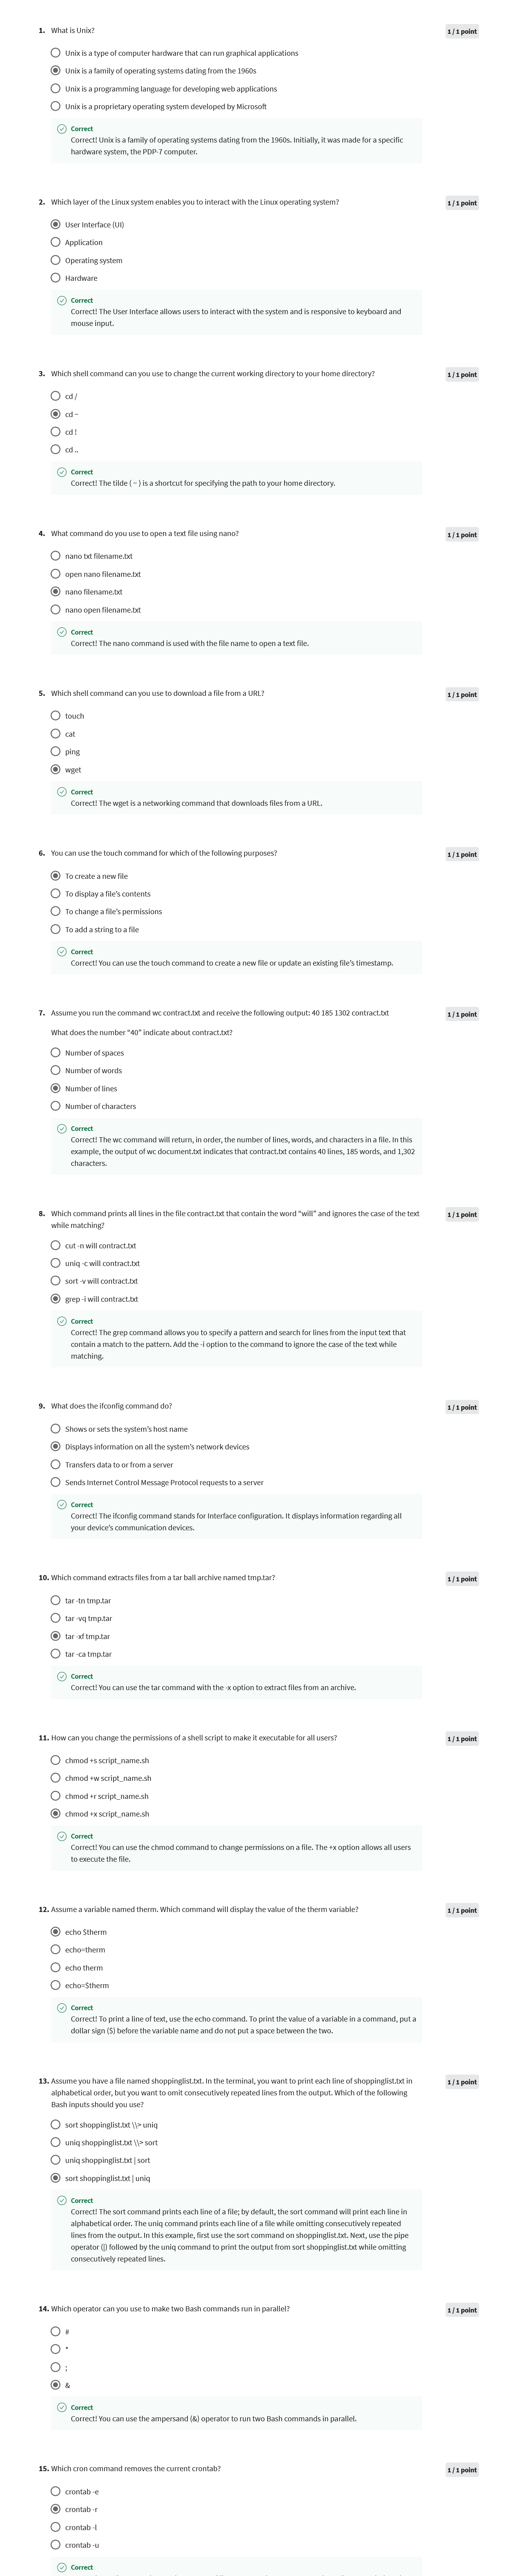 1. What is Unix?
1 / 1 point
Unix is a type of computer hardware that can run graphical applications
Unix is a family of operating systems dating from the 1960s
Unix is a programming language for developing web applications
Unix is a proprietary operating system developed by Microsoft
Correct
Correct! Unix is a family of operating systems dating from the 1960s. Initially, it was made for a specific
hardware system, the PDP-7 computer.
2. Which layer of the Linux system enables you to interact with the Linux operating system?
1 / 1 point
User Interface (UI)
Application
Operating system
Hardware
Correct
Correct! The User Interface allows users to interact with the system and is responsive to keyboard and
mouse input.
3. Which shell command can you use to change the current working directory to your home directory?
1 / 1 point
cd /
cd ~
cd !
cd ..
Correct
Correct! The tilde ( ~ ) is a shortcut for specifying the path to your home directory.
4. What command do you use to open a text file using nano?
1 / 1 point
nano txt filename.txt
open nano filename.txt
nano filename.txt
nano open filename.txt
Correct
Correct! The nano command is used with the file name to open a text file.
5. Which shell command can you use to download a file from a URL?
1 / 1 point
touch
cat
ping
wget
Correct
Correct! The wget is a networking command that downloads files from a URL.
6. You can use the touch command for which of the following purposes?
1 / 1 point
To create a new file
To display a file's contents
To change a file's permissions
To add a string to a file
Correct
Correct! You can use the touch command to create a new file or update an existing file's timestamp.
7. Assume you run the command wc contract.txt and receive the following output: 40 185 1302 contract.txt
1 / 1 point
What does the number "40" indicate about contract.txt?
Number of spaces
Number of words
Number of lines
Number of characters
Correct
Correct! The wc command will return, in order, the number of lines, words, and characters in a file. In this
example, the output of wc document.txt indicates that contract.txt contains 40 lines, 185 words, and 1,302
characters.
8. Which command prints all lines in the file contract.txt that contain the word "will" and ignores the case of the text
1 / 1 point
while matching?
cut -n will contract.txt
uniq -c will contract.txt
sort -v will contract.txt
grep -i will contract.txt
Correct
Correct! The grep command allows you to specify a pattern and search for lines from the input text that
contain a match to the pattern. Add the -i option to the command to ignore the case of the text while
matching.
9. What does the ifconfig command do?
1 / 1 point
Shows or sets the system's host name
Displays information on all the system's network devices
Transfers data to or from a server
Sends Internet Control Message Protocol requests to a server
Correct
Correct! The ifconfig command stands for Interface configuration. It displays information regarding all
your device's communication devices.
10. Which command extracts files from a tar ball archive named tmp.tar?
1 / 1 point
tar -tn tmp.tar
tar -vq tmp.tar
tar -xf tmp.tar
tar -ca tmp.tar
Correct
Correct! You can use the tar command with the -x option to extract files from an archive.
11. How can you change the permissions of a shell script to make it executable for all users?
1 / 1 point
chmod +s script_name.sh
chmod +w script_name.sh
chmod +r script_name.sh
chmod +x script_name.sh
Correct
Correct! You can use the chmod command to change permissions on a file. The +x option allows all users
to execute the file.
12. Assume a variable named therm. Which command will display the value of the therm variable?
1 / 1 point
echo $therm
echo=therm
echo therm
echo=$therm
Correct
Correct! To print a line of text, use the echo command. To print the value of a variable in a command, put a
dollar sign ($) before the variable name and do not put a space between the two.
13. Assume you have a file named shoppinglist.txt. In the terminal, you want to print each line of shoppinglist.txt in
1 / 1 point
alphabetical order, but you want to omit consecutively repeated lines from the output. Which of the following
Bash inputs should you use?
sort shoppinglist.txt \\> uniq
uniq shoppinglist.txt \\> sort
uniq shoppinglist.txt | sort
sort shoppinglist.txt | uniq
Correct
Correct! The sort command prints each line of a file; by default, the sort command will print each line in
alphabetical order. The uniq command prints each line of a file while omitting consecutively repeated
lines from the output. In this example, first use the sort command on shoppinglist.txt. Next, use the pipe
operator (|) followed by the uniq command to print the output from sort shoppinglist.txt while omitting
consecutively repeated lines.
14. Which operator can you use to make two Bash commands run in parallel?
1 / 1 point
#
*
;
&
Correct
Correct! You can use the ampersand (&) operator to run two Bash commands in parallel.
15. Which cron command removes the current crontab?
1 / 1 point
crontab -e
crontab -r
crontab -l
crontab -u
Correct